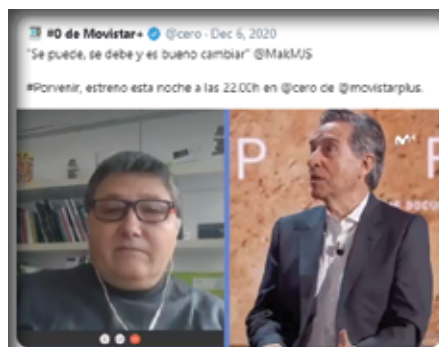 #0 de Movistar+ @cero · Dec 6, 2020
"Se puede, se debe y es bueno cambiar" @MakMJS
#Porvenir, estreno esta noche a las 22.00h en @cero de @movistarplus.
P M+ P